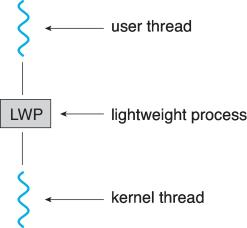 user thread
LWP
lightweight process
kernel thread